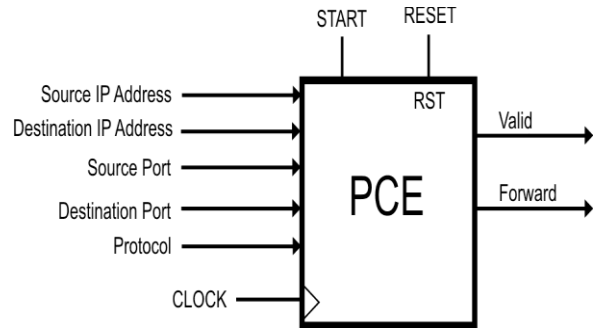 START
RESET
Source IP Address
RST
Destination IP Address
Valid
Source Port
PCE
Forward
Destination Port
Protocol
CLOCK